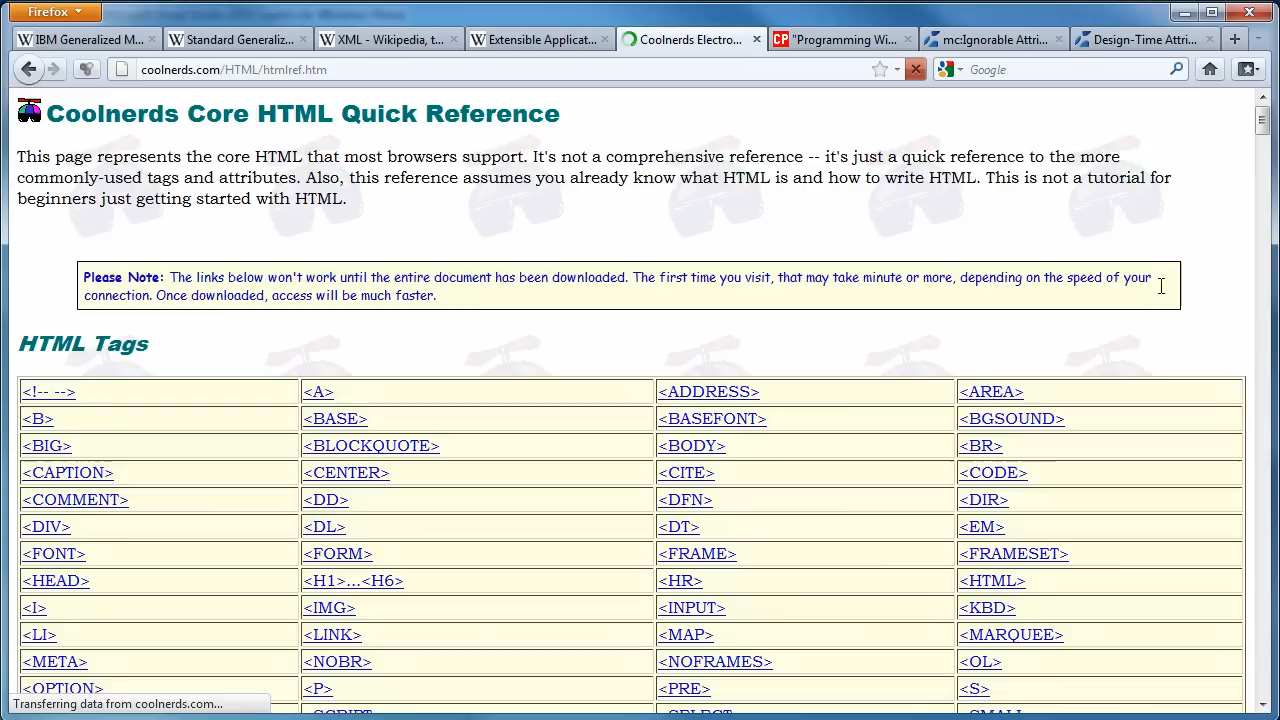 Firefox
IBM Generalized M...
Standard Generaliz...
XML - Wikipedia, t...
Extensible Applicat...
Coolnerds Electro...
CP "Programming Wi...
mc:Ignorable Attri...
Design-Time Attri...
coolnerds.com/HTML/htmlref.htm
Google
Coolnerds Core HTML Quick Reference
This page represents the core HTML that most browsers support. It's not a comprehensive reference -- it's just a quick reference to the more
commonly-used tags and attributes. Also, this reference assumes you already know what HTML is and how to write HTML. This is not a tutorial for
beginners just getting started with HTML.
Please Note: The links below won't work until the entire document has been downloaded. The first time you visit, that may take minute or more, depending on the speed of your
connection. Once downloaded, access will be much faster.
HTML Tags
<!-- --> <A> <ADDRESS> <AREA>
<B> <BASE> <BASEFONT> <BGSOUND>
<BIG> <BLOCKQUOTE> <BODY> <BR>
<CAPTION> <CENTER> <CITE> <CODE>
<COMMENT> <DD> <DFN> <DIR>
<DIV> <DL> <DT> <EM>
<FONT> <FORM> <FRAME> <FRAMESET>
<HEAD> <H1>...<H6> <HR> <HTML>
<I> <IMG> <INPUT> <KBD>
<LI> <LINK> <MAP> <MARQUEE>
<META> <NOBR> <NOFRAMES> <OL>
<OPTION> <P> <PRE> <S>
<SCRIPT> <SELECT> <SMALL>
Transferring data from coolnerds.com...